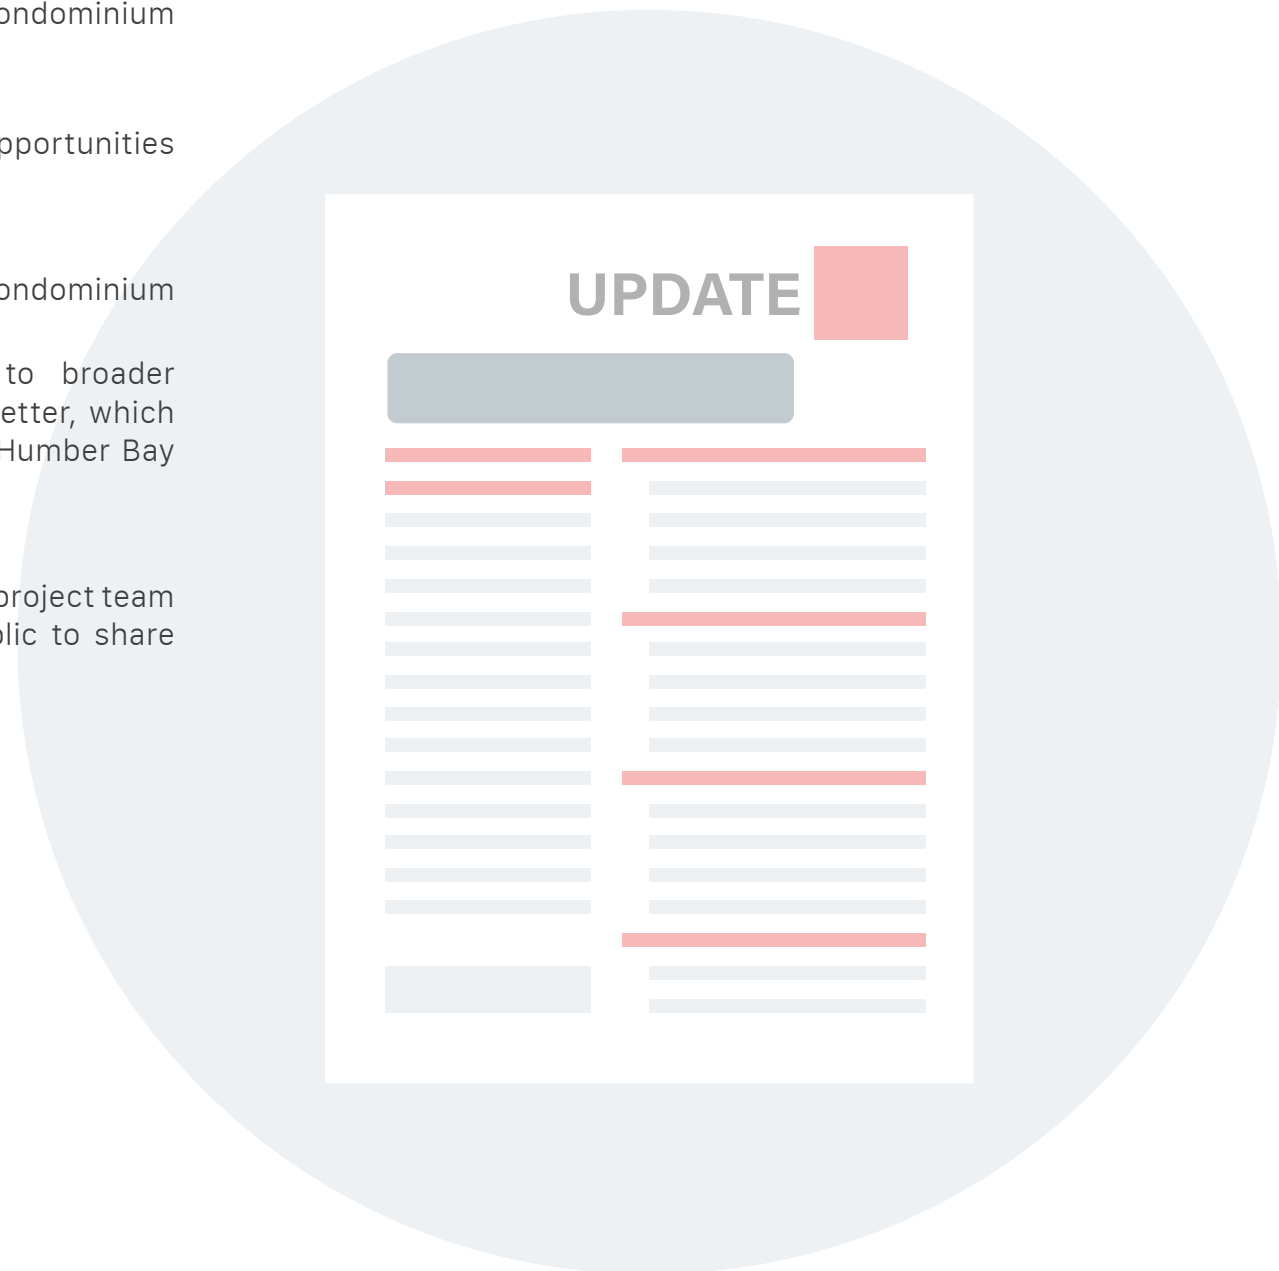 ondominium
pportunities
ondominium
to broader
etter, which
Humber Bay
project team
lic to share
UPDATE